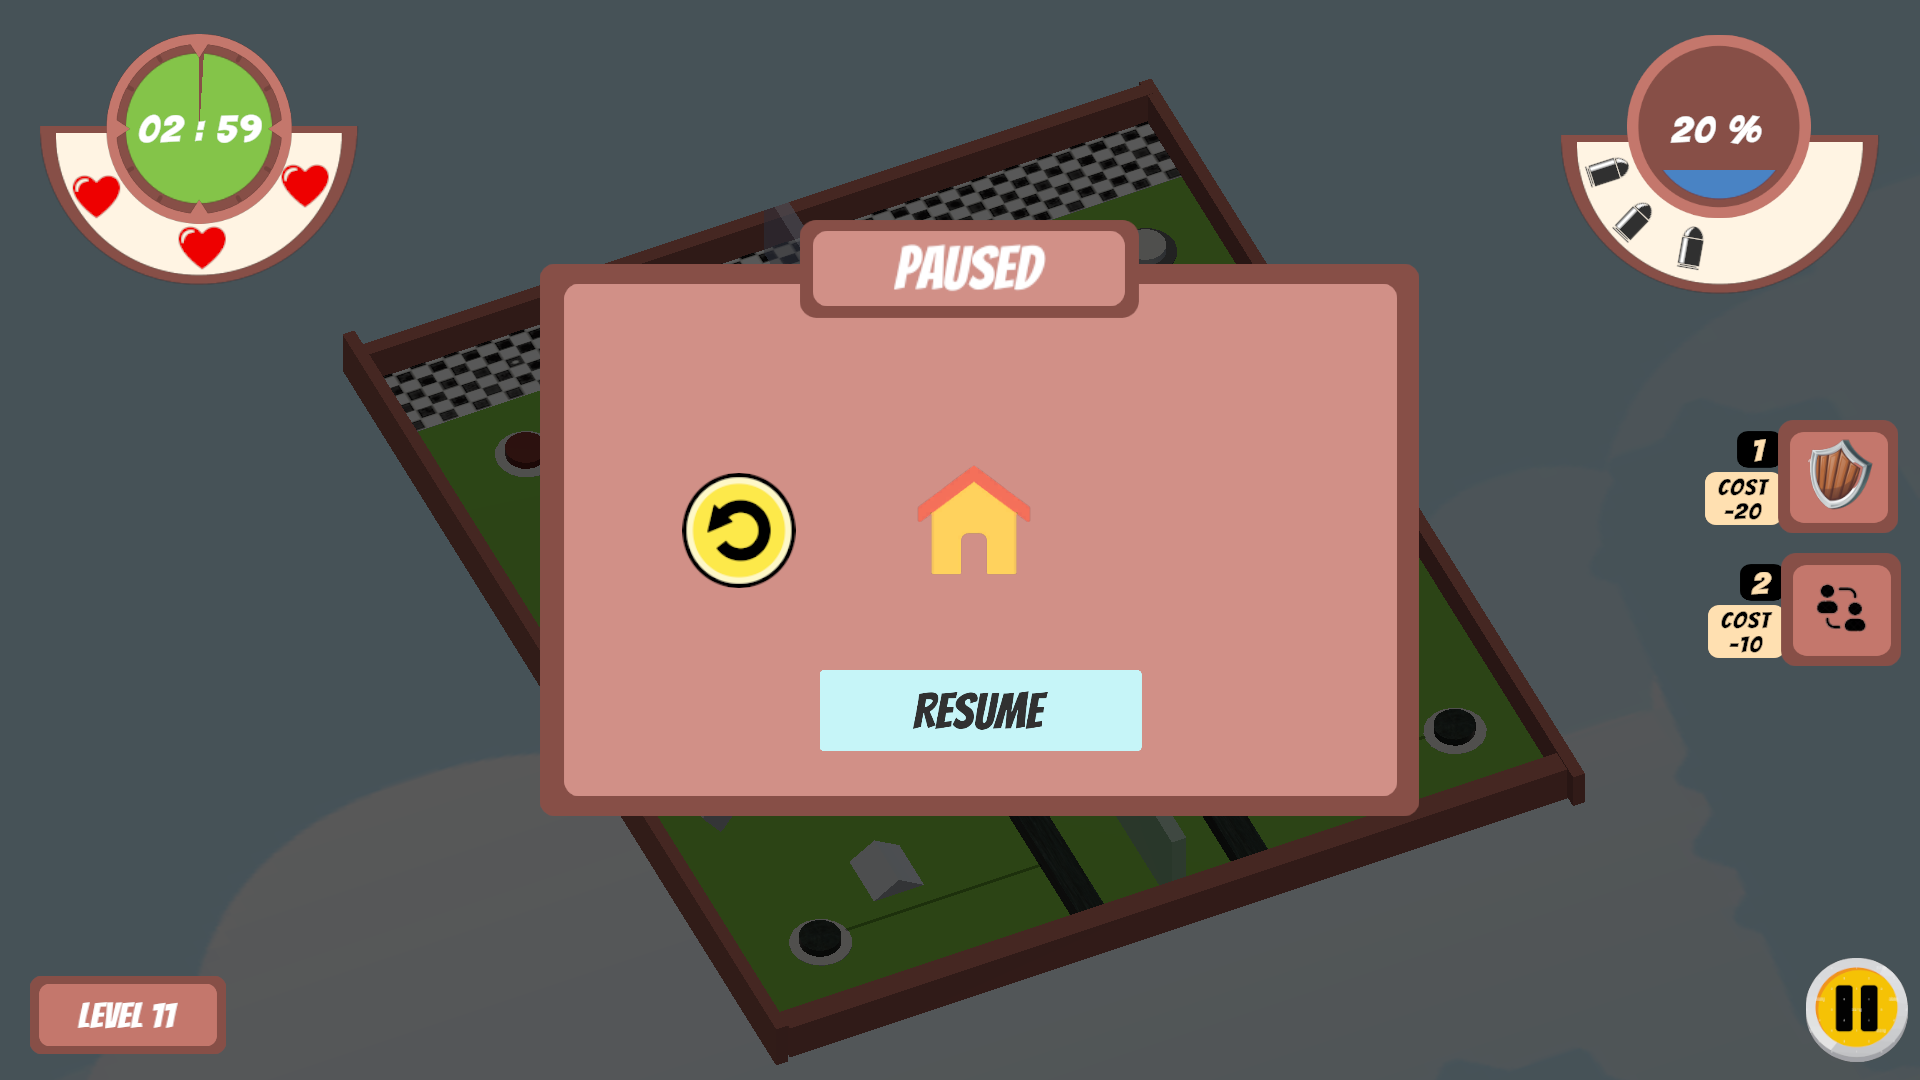 02 : 59
20 %
PAUSED
1
COST
-20
2
COST
-10
RESUME
LEVEL 11